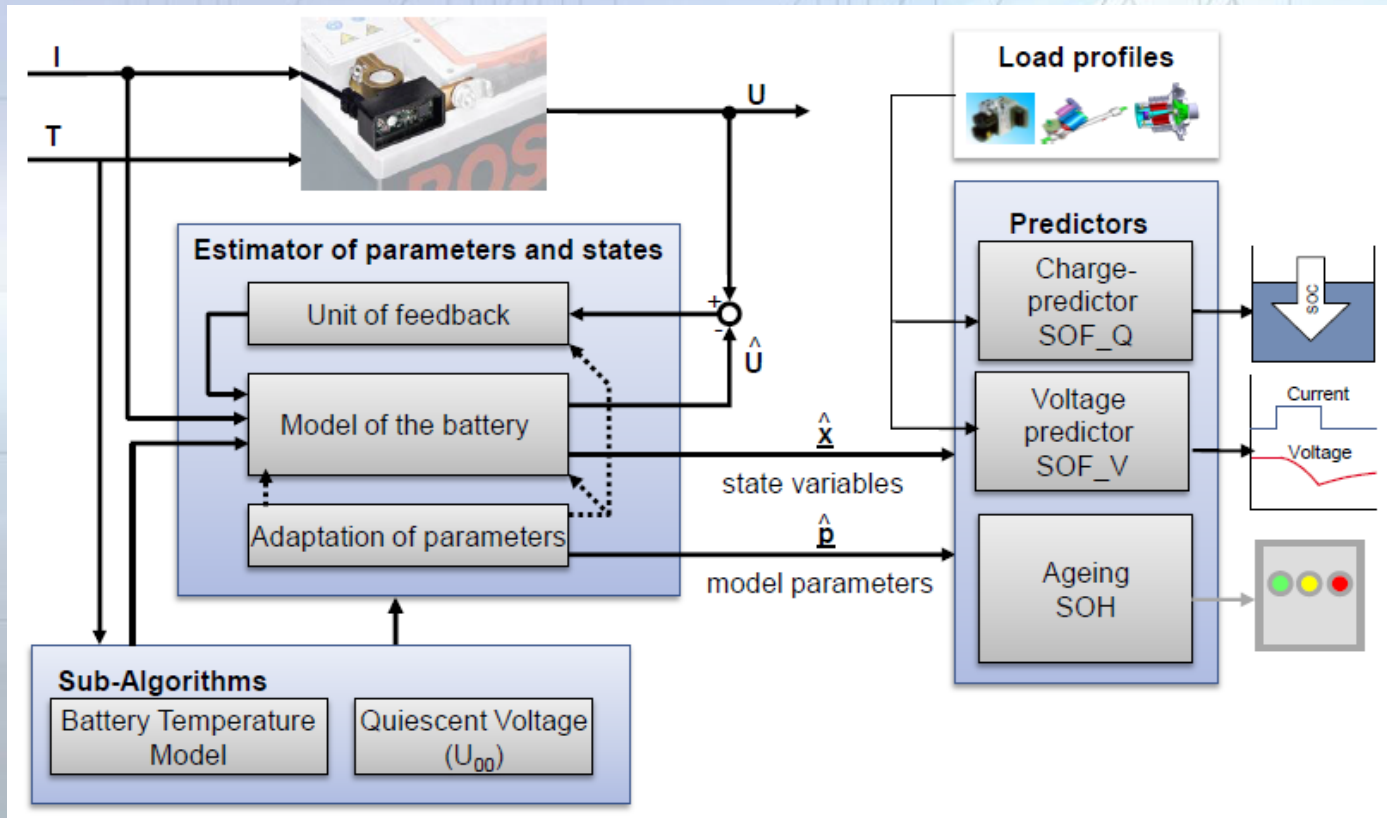 I
T
BOS
U
Load profiles
Estimator of parameters and states
Unit of feedback
+
-
Û
Model of the battery
Adaptation of parameters
x̂
state variables
p̂
model parameters
Predictors
Charge-
predictor
SOF_Q
SOC
Voltage
predictor
SOF_V
Current
Voltage
Ageing
SOH
Sub-Algorithms
Battery Temperature
Model
Quiescent Voltage
(U₀₀)